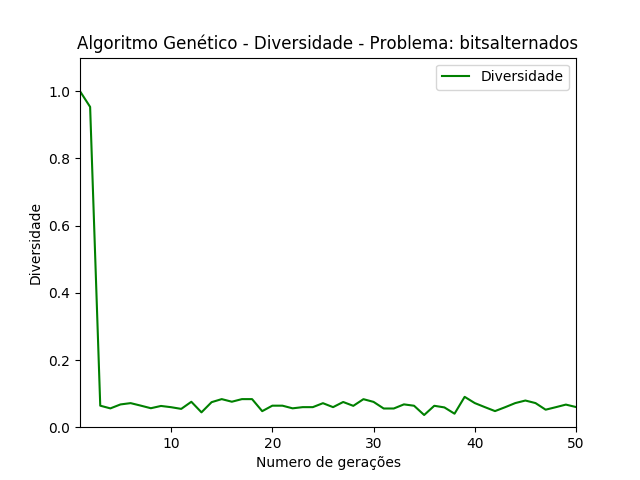 Algoritmo Genético - Diversidade - Problema: bitsalternados
Diversidade
1.0
0.8
0.6
0.4
0.2
0.0
Diversidade
10
20
30
40
50
Numero de gerações